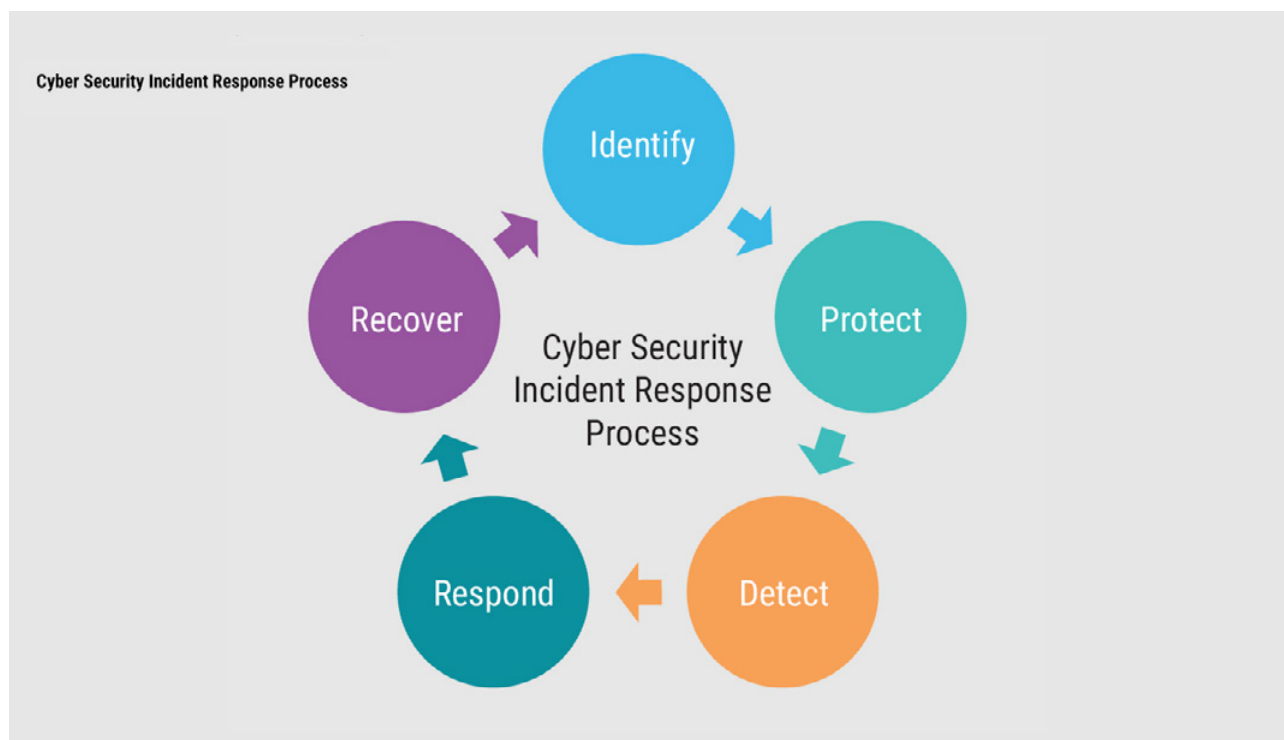 Cyber Security Incident Response Process
Identify
Protect
Detect
Respond
Recover
Cyber Security
Incident Response
Process